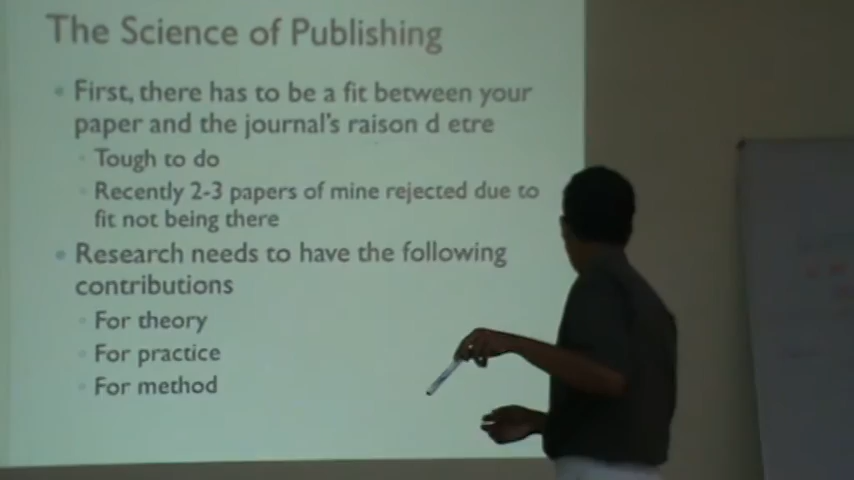 The Science of Publishing
First, there has to be a fit between your
paper and the journal's raison d etre
Tough to do
Recently 2-3 papers of mine rejected due to
fit not being there
Research needs to have the following
contributions
For theory
For practice
For method